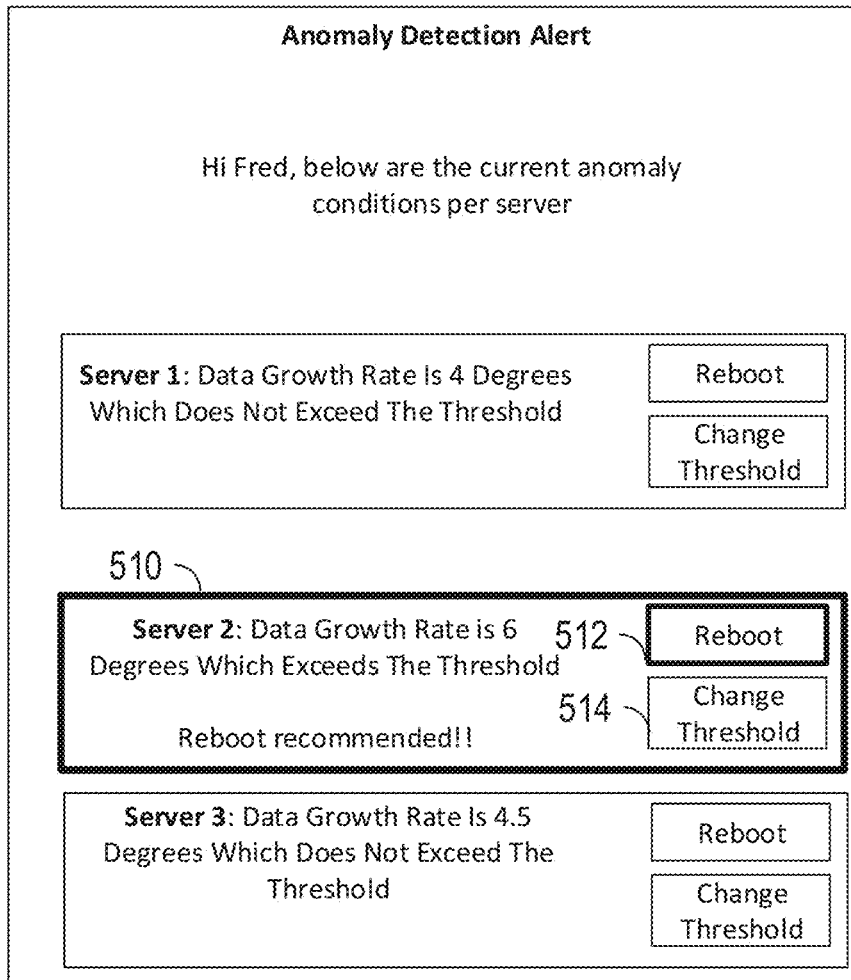 Anomaly Detection Alert
Hi Fred, below are the current anomaly
conditions per server
Server 1: Data Growth Rate Is 4 Degrees
Which Does Not Exceed The Threshold
Reboot
Change
Threshold
510
Server 2: Data Growth Rate is 6
Degrees Which Exceeds The Threshold
Reboot recommended!!
512
Reboot
514
Change
Threshold
Server 3: Data Growth Rate Is 4.5
Degrees Which Does Not Exceed The
Threshold
Reboot
Change
Threshold